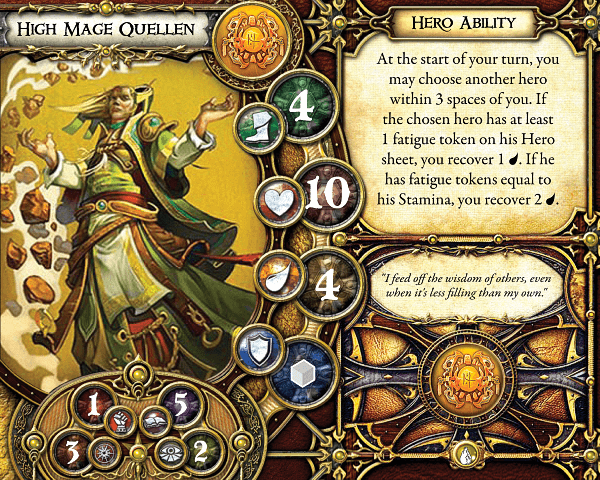 High Mage Quellen
4
10
4
1
5
3
2
Hero Ability
At the start of your turn, you
may choose another hero
within 3 spaces of you. If
the chosen hero has at least
1 fatigue token on his Hero
sheet, you recover 1 . If he
has fatigue tokens equal to
his Stamina, you recover 2 .
"I feed off the wisdom of others, even
when it's less filling than my own."